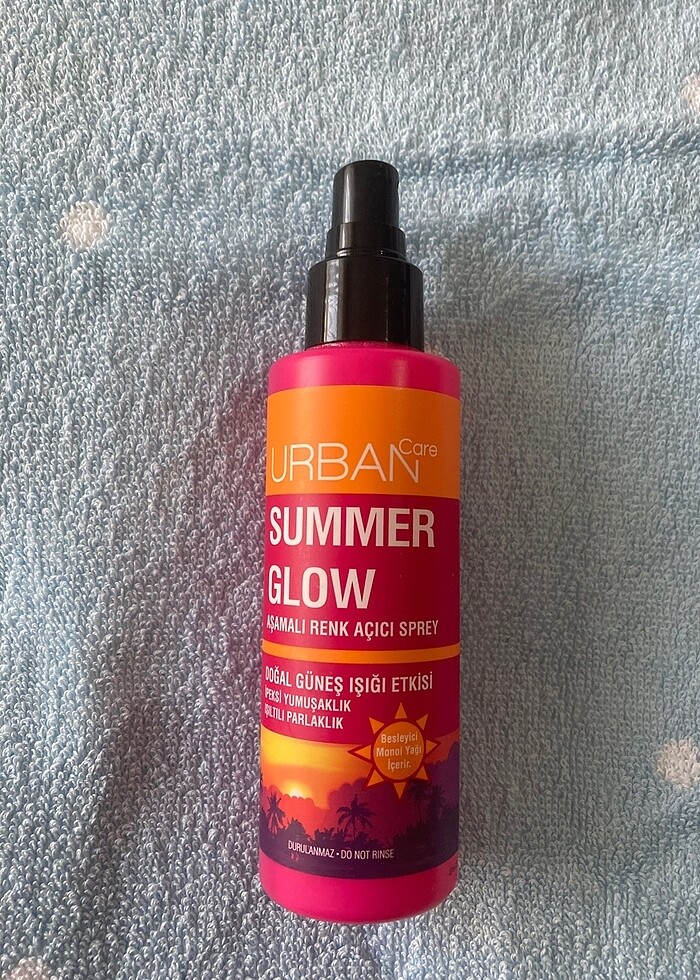 URBAN Care
SUMMER
GLOW
AŞAMALI RENK AÇICI SPREY
DOĞAL GÜNEŞ IŞIĞI ETKİSİ
İPEKSİ YUMUŞAKLIK
IŞILTILI PARLAKLIK
Besleyici
Monoi Yağı
İçerir.
DURULANMAZ • DO NOT RINSE